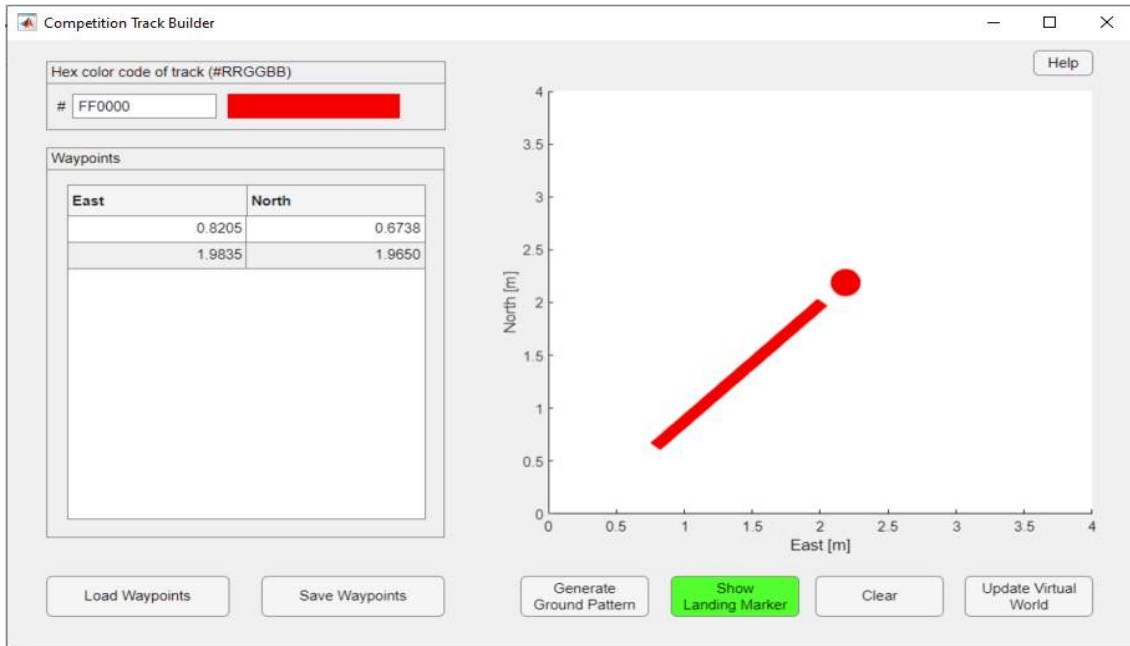 Competition Track Builder
Help
Hex color code of track (#RRGGBB)
# FF0000
Waypoints
East North
0.8205 0.6738
1.9835 1.9650
Load Waypoints
Save Waypoints
North [m]
4
3.5
3
2.5
2
1.5
1
0.5
0
0 0.5 1 1.5 2 2.5 3 3.5 4
East [m]
Generate
Ground Pattern
Show
Landing Marker
Clear
Update Virtual
World